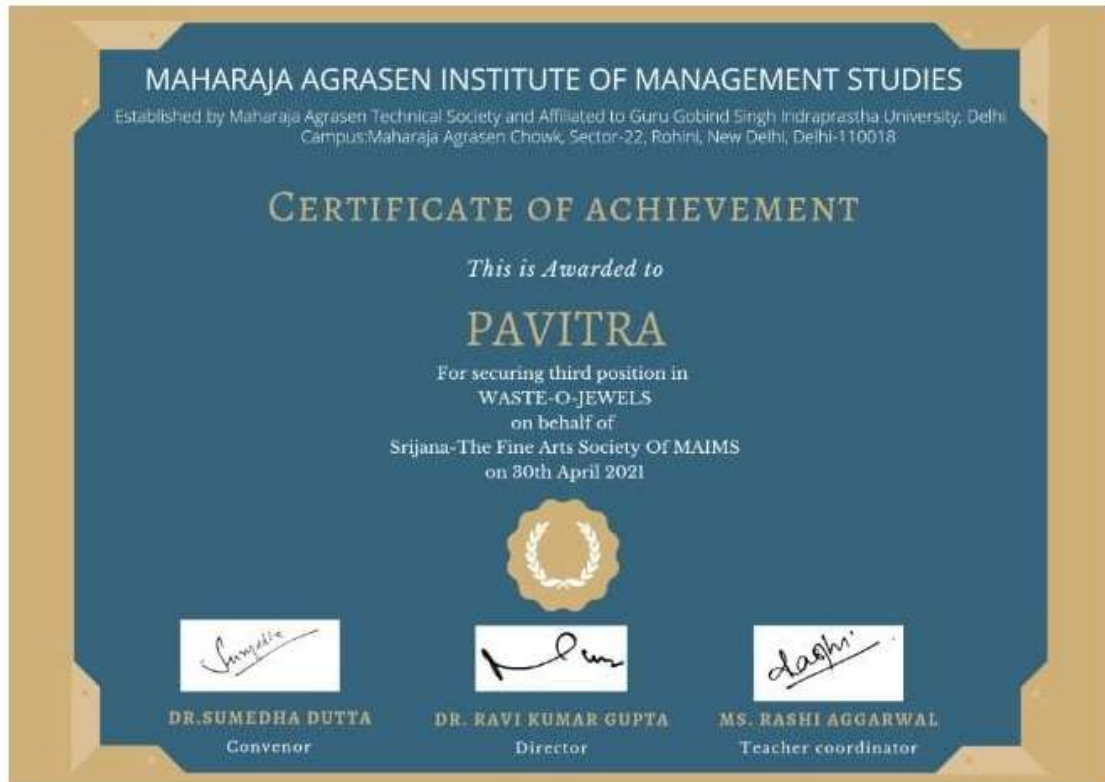 MAHARAJA AGRASEN INSTITUTE OF MANAGEMENT STUDIES
Established by Maharaja Agrasen Technical Society and Affiliated to Guru Gobind Singh Indraprastha University, Delhi
Campus:Maharaja Agrasen Chowk, Sector-22, Rohini, New Delhi, Delhi-110018
CERTIFICATE OF ACHIEVEMENT
This is Awarded to
PAVITRA
For securing third position in
WASTE-O-JEWELS
on behalf of
Srijana-The Fine Arts Society Of MAIMS
on 30th April 2021
Sumedha
DR.SUMEDHA DUTTA
DR. RAVI KUMAR GUPTA
MS. RASHI AGGARWAL
Convenor
Director
Teacher coordinator